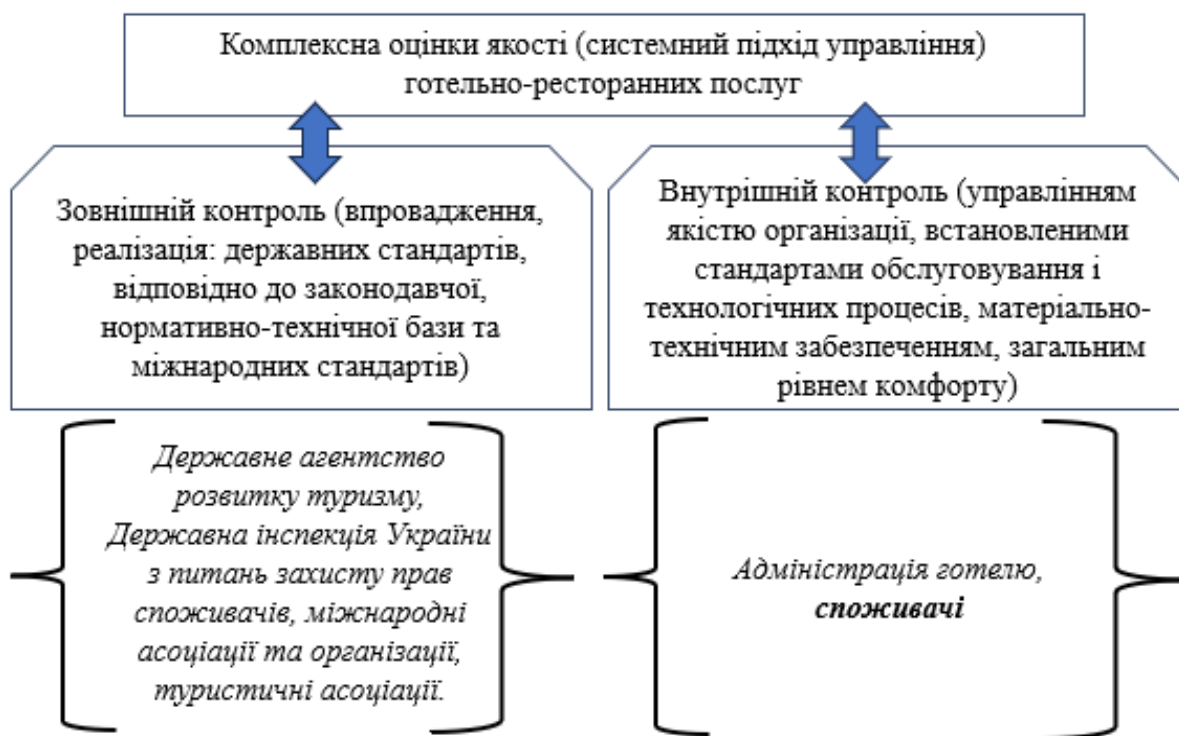 Комплексна оцінки якості (системний підхід управління)
готельно-ресторанних послуг
Зовнішній контроль (впровадження,
реалізація: державних стандартів,
відповідно до законодавчої,
нормативно-технічної бази та
міжнародних стандартів)
Внутрішній контроль (управлінням
якістю організації, встановленими
стандартами обслуговування і
технологічних процесів, матеріально-
технічним забезпеченням, загальним
рівнем комфорту)
Державне агентство
розвитку туризму,
Державна інспекція України
з питань захисту прав
споживачів, міжнародні
асоціації та організації,
туристичні асоціації.
Адміністрація готелю,
споживачі